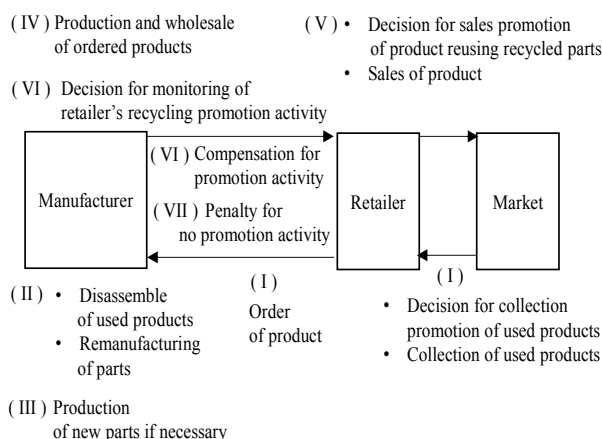 ( IV ) Production and wholesale
of ordered products
( V ) • Decision for sales promotion
of product reusing recycled parts
• Sales of product
( VI ) Decision for monitoring of
retailer's recycling promotion activity
( VI ) Compensation for
promotion activity
Manufacturer
Retailer
Market
( VII ) Penalty for
no promotion activity
( II ) • Disassemble
of used products
• Remanufacturing
of parts
( I )
Order
of product
( I )
• Decision for collection
promotion of used products
• Collection of used products
( III ) Production
of new parts if necessary